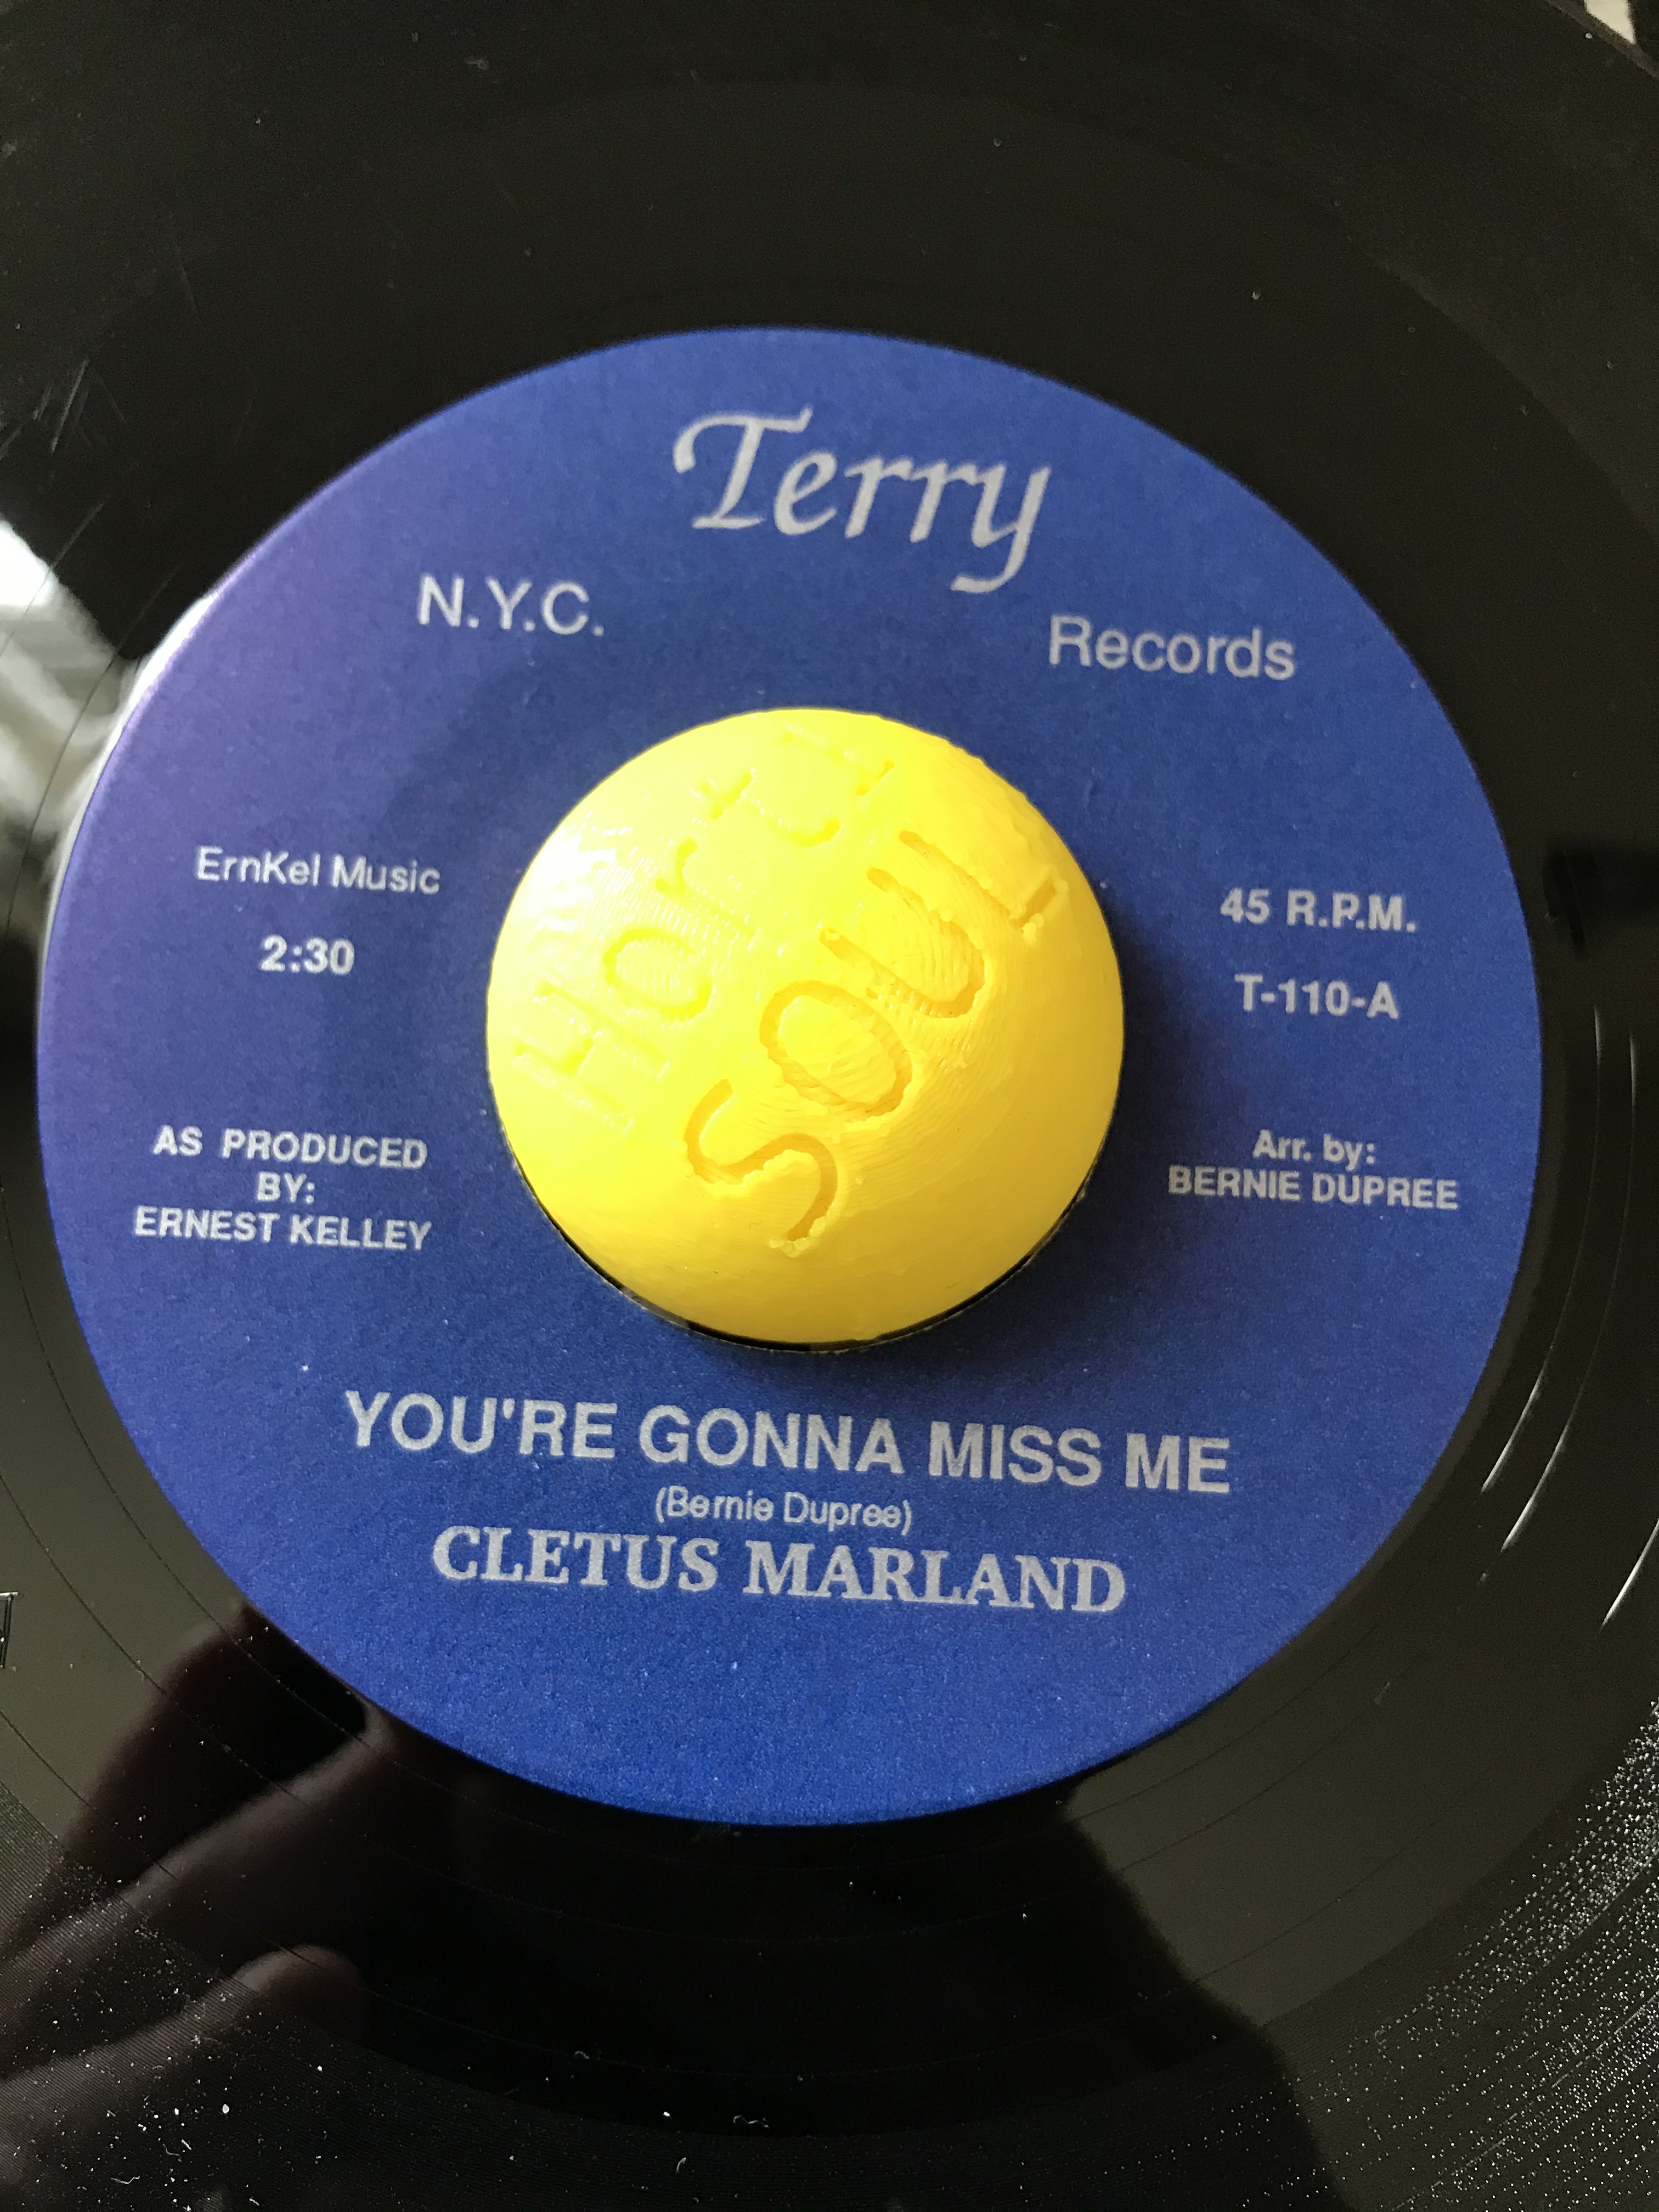 Terry
N.Y.C.
Records
ErnKel Music
2:30
45 R.P.M.
T-110-A
AS PRODUCED
BY:
ERNEST KELLEY
Arr. by:
BERNIE DUPREE
SOUL
YOU'RE GONNA MISS ME
(Bernie Dupree)
CLETUS MARLAND